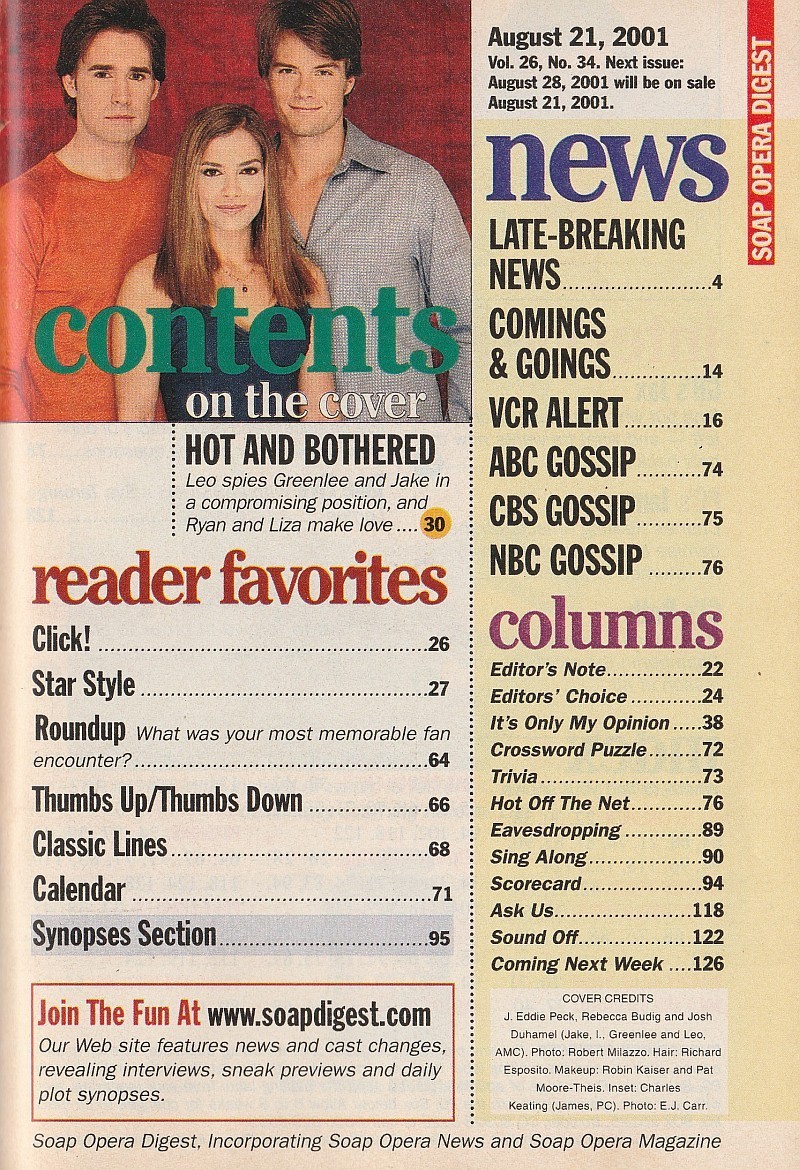 contents
on the cover
HOT AND BOTHERED
Leo spies Greenlee and Jake in
a compromising position, and
Ryan and Liza make love ....30
reader favorites
Click! ..........26
Star Style ..........27
Roundup What was your most memorable fan
encounter? ..........64
Thumbs Up/Thumbs Down ..........66
Classic Lines ..........68
Calendar ..........71
Synopses Section ..........95
Join The Fun At www.soapdigest.com
Our Web site features news and cast changes,
revealing interviews, sneak previews and daily
plot synopses.
August 21, 2001
Vol. 26, No. 34. Next issue:
August 28, 2001 will be on sale
August 21, 2001.
SOAP OPERA DIGEST
news
LATE-BREAKING
NEWS ..........4
COMINGS
& GOINGS ..........14
VCR ALERT ..........16
ABC GOSSIP ..........74
CBS GOSSIP ..........75
NBC GOSSIP ..........76
columns
Editor's Note ..........22
Editors' Choice ..........24
It's Only My Opinion .....38
Crossword Puzzle ..........72
Trivia ..........73
Hot Off The Net ..........76
Eavesdropping ..........89
Sing Along ..........90
Scorecard ..........94
Ask Us ..........118
Sound Off ..........122
Coming Next Week ....126
COVER CREDITS
J. Eddie Peck, Rebecca Budig and Josh
Duhamel (Jake, l., Greenlee and Leo,
AMC). Photo: Robert Milazzo. Hair: Richard
Esposito. Makeup: Robin Kaiser and Pat
Moore-Theis. Inset: Charles
Keating (James, PC). Photo: E.J. Carr.
Soap Opera Digest, Incorporating Soap Opera News and Soap Opera Magazine